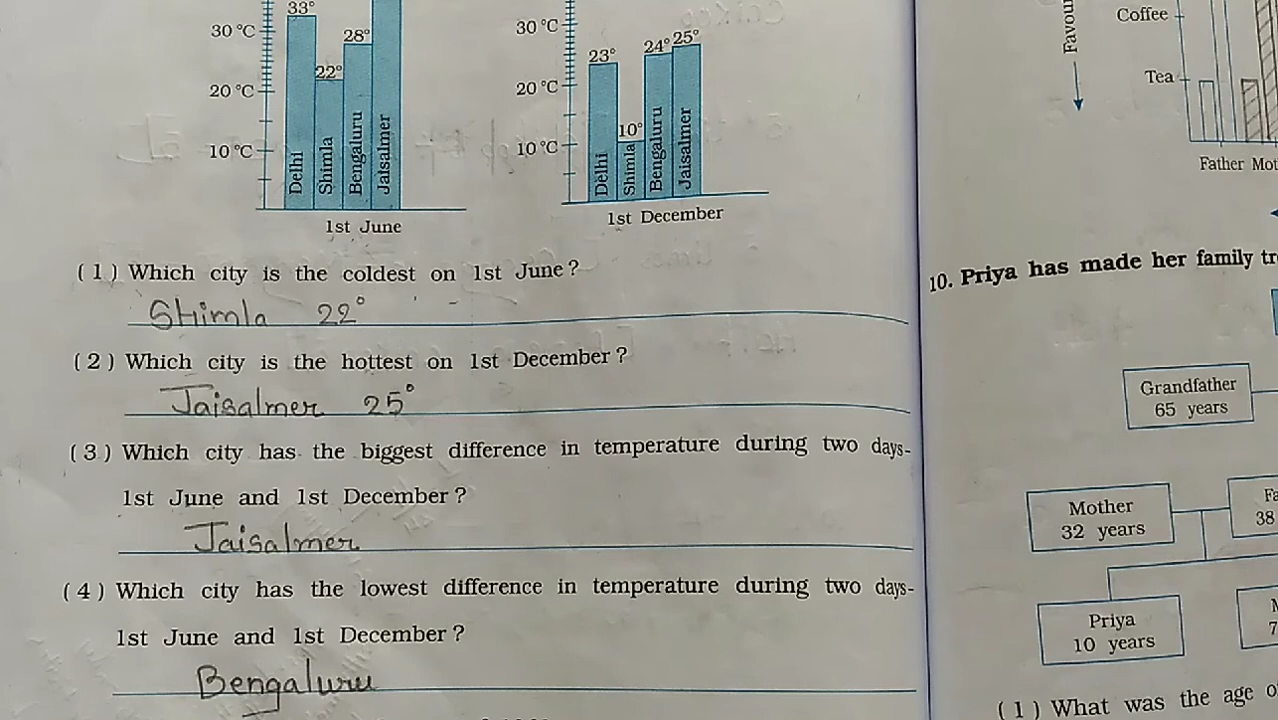 33°
30 °C
28°
22°
20 °C
10 °C
Delhi
Shimla
Bengaluru
Jaisalmer
1st June
30 °C
23°
24° 25°
20 °C
10°
10 °C
Delhi
Shimla
Bengaluru
Jaisalmer
1st December
( 1 ) Which city is the coldest on 1st June ?
Shimla 22°
( 2 ) Which city is the hottest on 1st December ?
Jaisalmer 25°
( 3 ) Which city has the biggest difference in temperature during two days-
1st June and 1st December ?
Jaisalmer
( 4 ) Which city has the lowest difference in temperature during two days-
1st June and 1st December ?
Bengaluru
Coffee
Tea
Father
10. Priya has made her family
Grandfather
65 years
Mother
32 years
38
Priya
10 years
( 1 ) What was the age